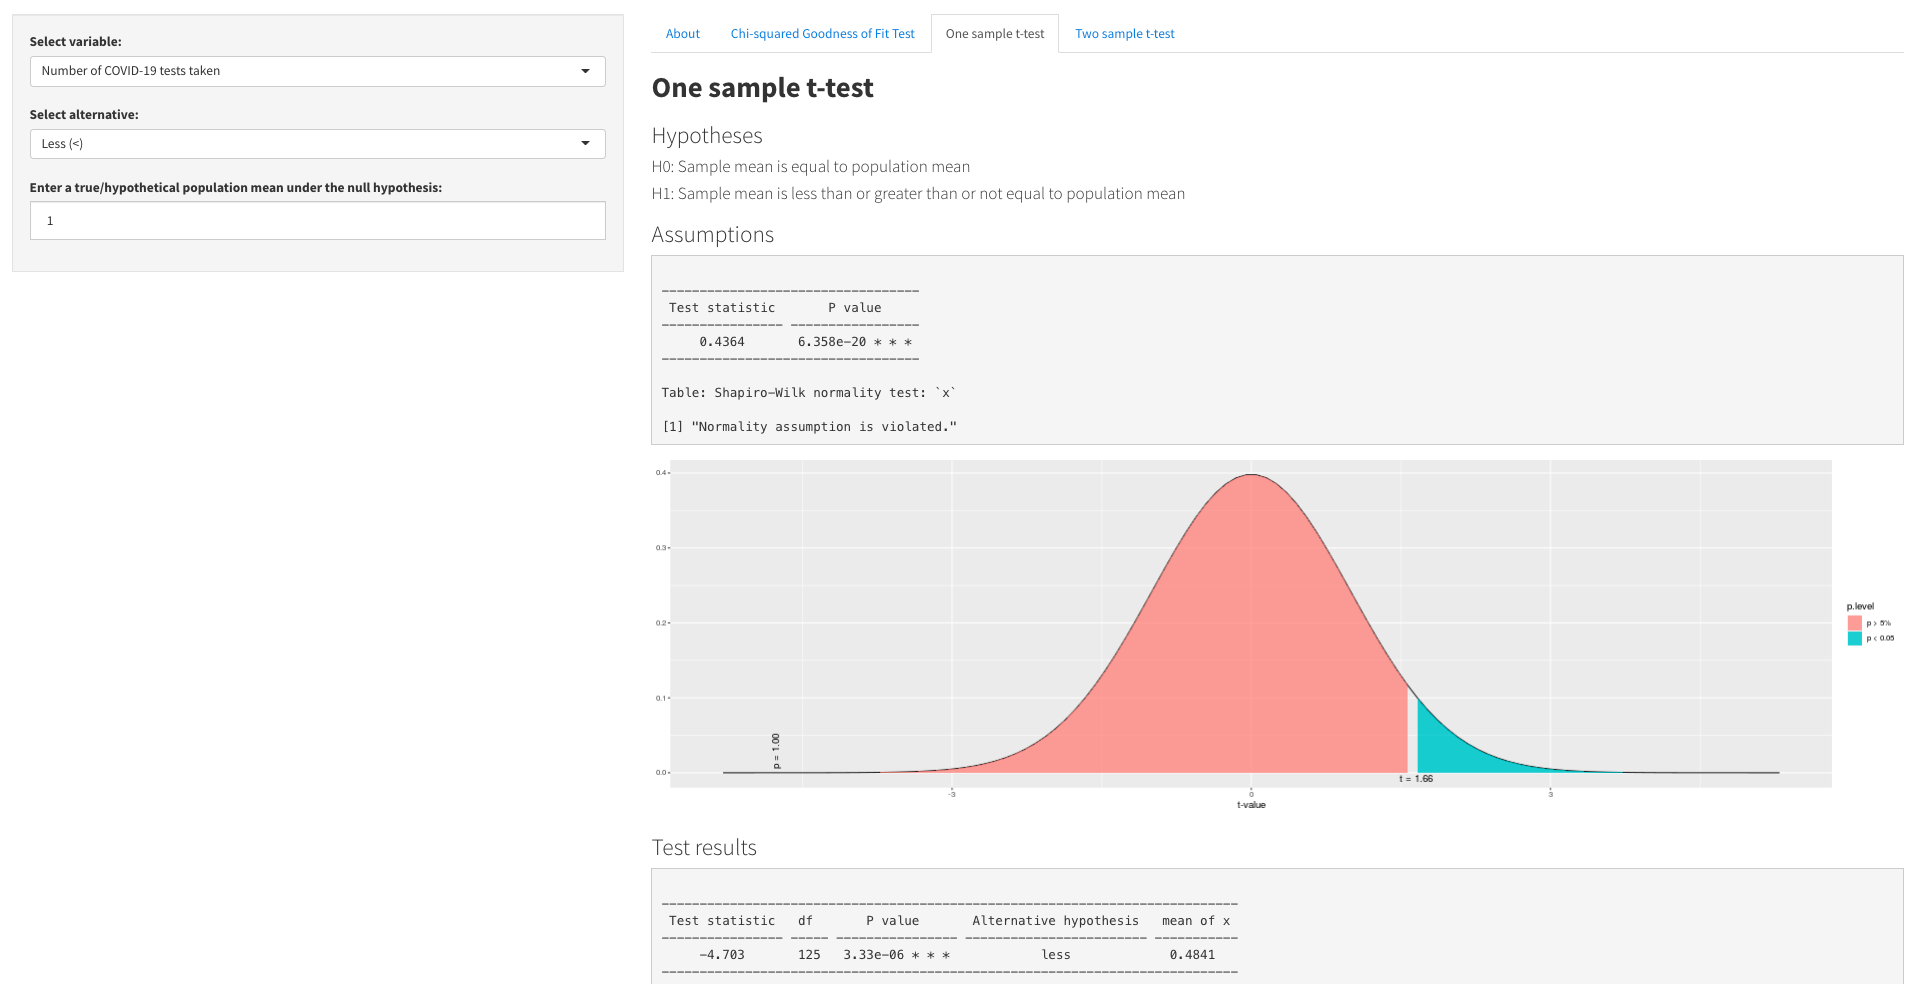 Select variable:
Number of COVID-19 tests taken
Select alternative:
Less (<)
Enter a true/hypothetical population mean under the null hypothesis:
1
About Chi-squared Goodness of Fit Test One sample t-test Two sample t-test
One sample t-test
Hypotheses
H0: Sample mean is equal to population mean
H1: Sample mean is less than or greater than or not equal to population mean
Assumptions
Test statistic P value
0.4364 6.358e-20 * * *
Table: Shapiro-Wilk normality test: `x`
[1] "Normality assumption is violated."
0.4
0.3
0.2
0.1
0.0
p = 1.00
t = 1.66
-3 0 3
t-value
p.level
p > 5%
p < 0.05
Test results
Test statistic df P value Alternative hypothesis mean of x
-4.703 125 3.33e-06 * * * less 0.4841